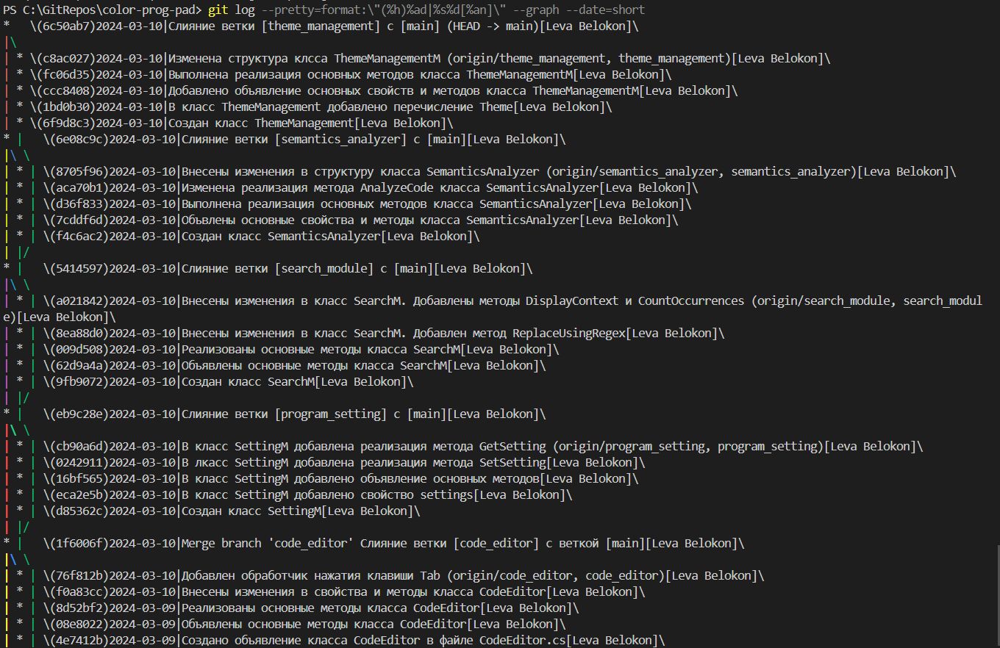 PS C:\GitRepos\color-prog-pad> git log --pretty=format:\"(%h)%ad|%s%d[%an]\" --graph --date=short
*   \(6c50ab7)2024-03-10|Слияние ветки [theme_management] с [main] (HEAD -> main)[Leva Belokon]\
|\
| * \(c8ac027)2024-03-10|Изменена структура клсса ThemeManagementM (origin/theme_management, theme_management)[Leva Belokon]\
| * \(fc06d35)2024-03-10|Выполнена реализация основных методов класса ThemeManagementM[Leva Belokon]\
| * \(ccc8408)2024-03-10|Добавлено объявление основных свойств и методов класса ThemeManagementM[Leva Belokon]\
| * \(1bd0b30)2024-03-10|В класс ThemeManagement добавлено перечисление Theme[Leva Belokon]\
| * \(6f9d8c3)2024-03-10|Создан класс ThemeManagement[Leva Belokon]\
* |   \(6e08c9c)2024-03-10|Слияние ветки [semantics_analyzer] с [main][Leva Belokon]\
|\ \
| * | \(8705f96)2024-03-10|Внесены изменения в структуру класса SemanticsAnalyzer (origin/semantics_analyzer, semantics_analyzer)[Leva Belokon]\
| * | \(aca70b1)2024-03-10|Изменена реализация метода AnalyzeCode класса SemanticsAnalyzer[Leva Belokon]\
| * | \(d36f833)2024-03-10|Выполнена реализация основных методов класса SemanticsAnalyzer[Leva Belokon]\
| * | \(7cddf6d)2024-03-10|Объвлены основные свойства и методы класса SemanticsAnalyzer[Leva Belokon]\
| * | \(f4c6ac2)2024-03-10|Создан класс SemanticsAnalyzer[Leva Belokon]\
| |/
* |   \(5414597)2024-03-10|Слияние ветки [search_module] с [main][Leva Belokon]\
|\ \
| * | \(a021842)2024-03-10|Внесены изменения в класс SearchM. Добавлены методы DisplayContext и CountOccurrences (origin/search_module, search_modul
e)[Leva Belokon]\
| * | \(8ea88d0)2024-03-10|Внесены изменения в класс SearchM. Добавлен метод ReplaceUsingRegex[Leva Belokon]\
| * | \(009d508)2024-03-10|Реализованы основные методы класса SearchM[Leva Belokon]\
| * | \(62d9a4a)2024-03-10|Объявлены основные методы класса SearchM[Leva Belokon]\
| * | \(9fb9072)2024-03-10|Создан класс SearchM[Leva Belokon]\
| |/
* |   \(eb9c28e)2024-03-10|Слияние ветки [program_setting] с [main][Leva Belokon]\
|\ \
| * | \(cb90a6d)2024-03-10|В класс SettingM добавлена реализация метода GetSetting (origin/program_setting, program_setting)[Leva Belokon]\
| * | \(0242911)2024-03-10|В лкасс SettingM добавлена реализация метода SetSetting[Leva Belokon]\
| * | \(16bf565)2024-03-10|В класс SettingM добавлено объявление основных методов[Leva Belokon]\
| * | \(eca2e5b)2024-03-10|В класс SettingM добавлено свойство settings[Leva Belokon]\
| * | \(d85362c)2024-03-10|Создан класс SettingM[Leva Belokon]\
| |/
* |   \(1f6006f)2024-03-10|Merge branch 'code_editor' Слияние ветки [code_editor] с веткой [main][Leva Belokon]\
|\ \
| * | \(76f812b)2024-03-10|Добавлен обработчик нажатия клавиши Tab (origin/code_editor, code_editor)[Leva Belokon]\
| * | \(f0a83cc)2024-03-10|Внесены изменения в свойства и методы класса CodeEditor[Leva Belokon]\
| * | \(8d52bf2)2024-03-09|Реализованы основные методы класса CodeEditor[Leva Belokon]\
| * | \(08e8022)2024-03-09|Объявлены основные методы класса CodeEditor[Leva Belokon]\
| * | \(4e7412b)2024-03-09|Создано объявление класса CodeEditor в файле CodeEditor.cs[Leva Belokon]\